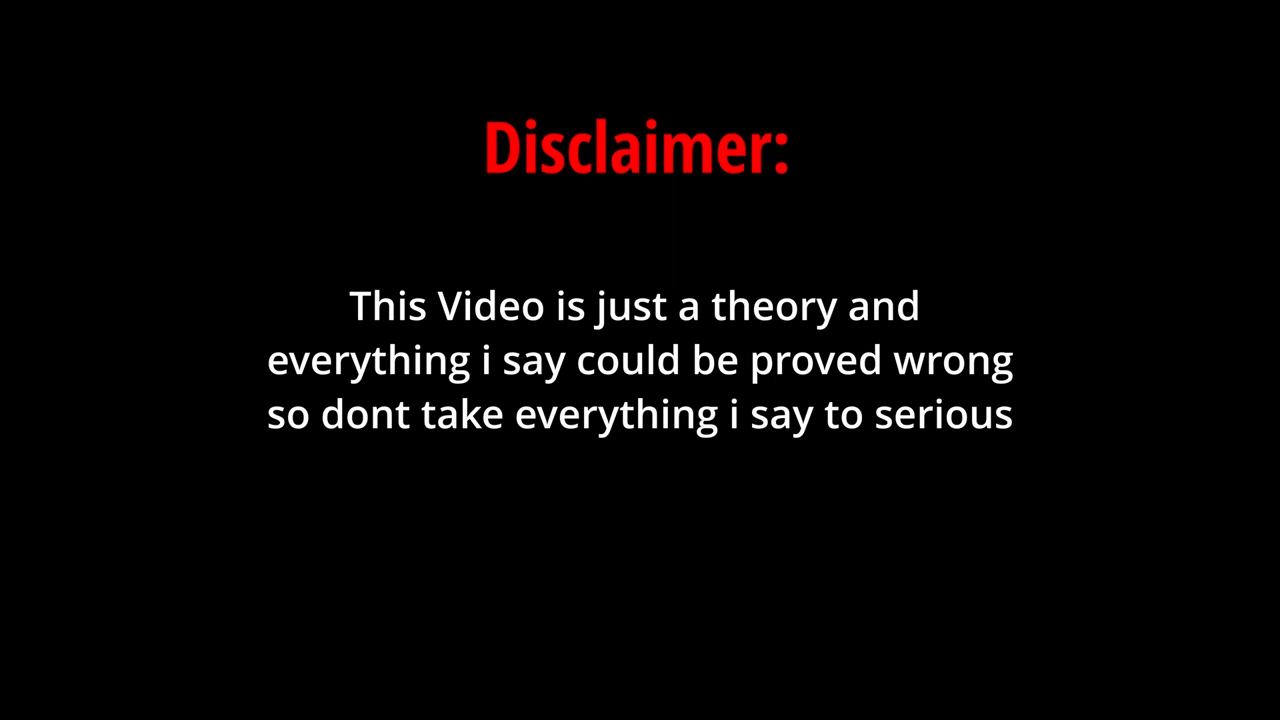 Disclaimer:
This Video is just a theory and
everything i say could be proved wrong
so dont take everything i say to serious